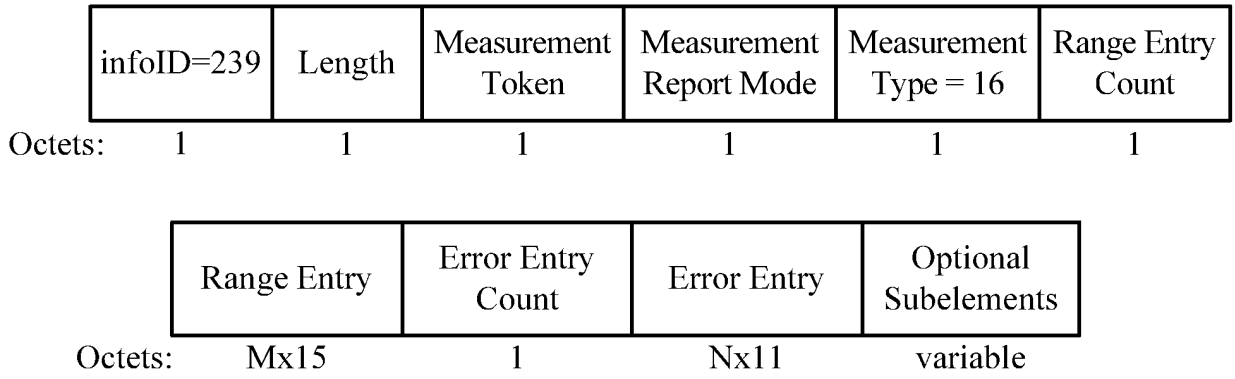 infoID=239 Length Measurement Token Measurement Report Mode Measurement Type = 16 Range Entry Count
Octets: 1 1 1 1 1 1
Range Entry Error Entry Count Error Entry Optional Subelements
Octets: Mx15 1 Nx11 variable